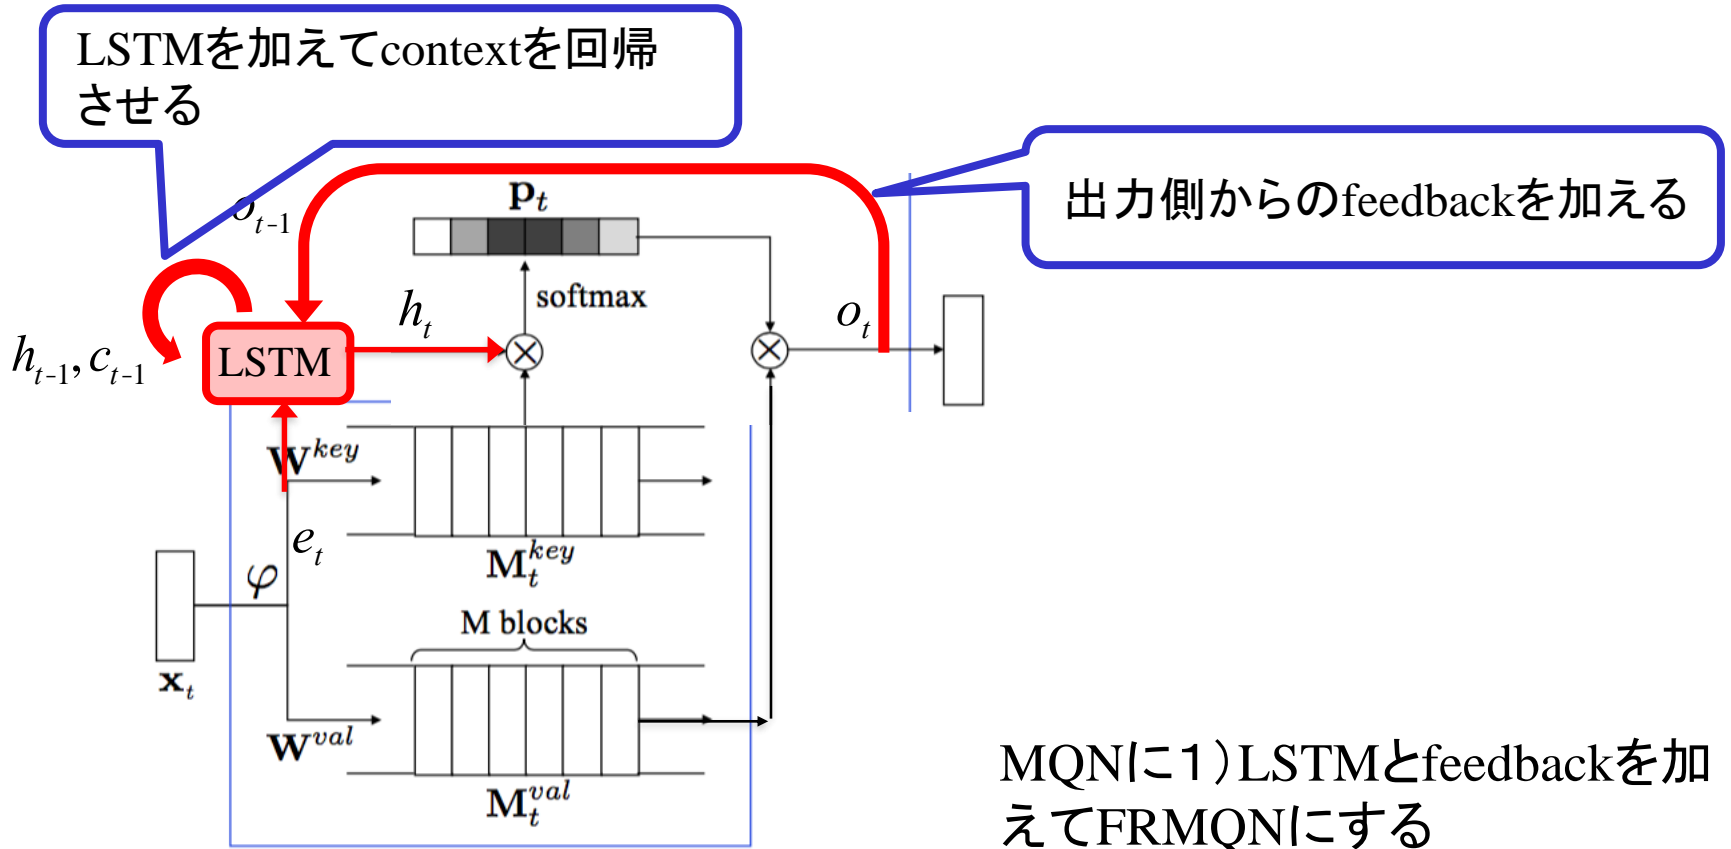 LSTMを加えてcontextを回帰
させる
出力側からのfeedbackを加える
o_{t-1}
p_t
softmax
h_t
o_t
h_{t-1}, c_{t-1}
LSTM
W^{key}
e_t
M_t^{key}
φ
M blocks
x_t
W^{val}
M_t^{val}
MQNに１）LSTMとfeedbackを加
えてFRMQNにする